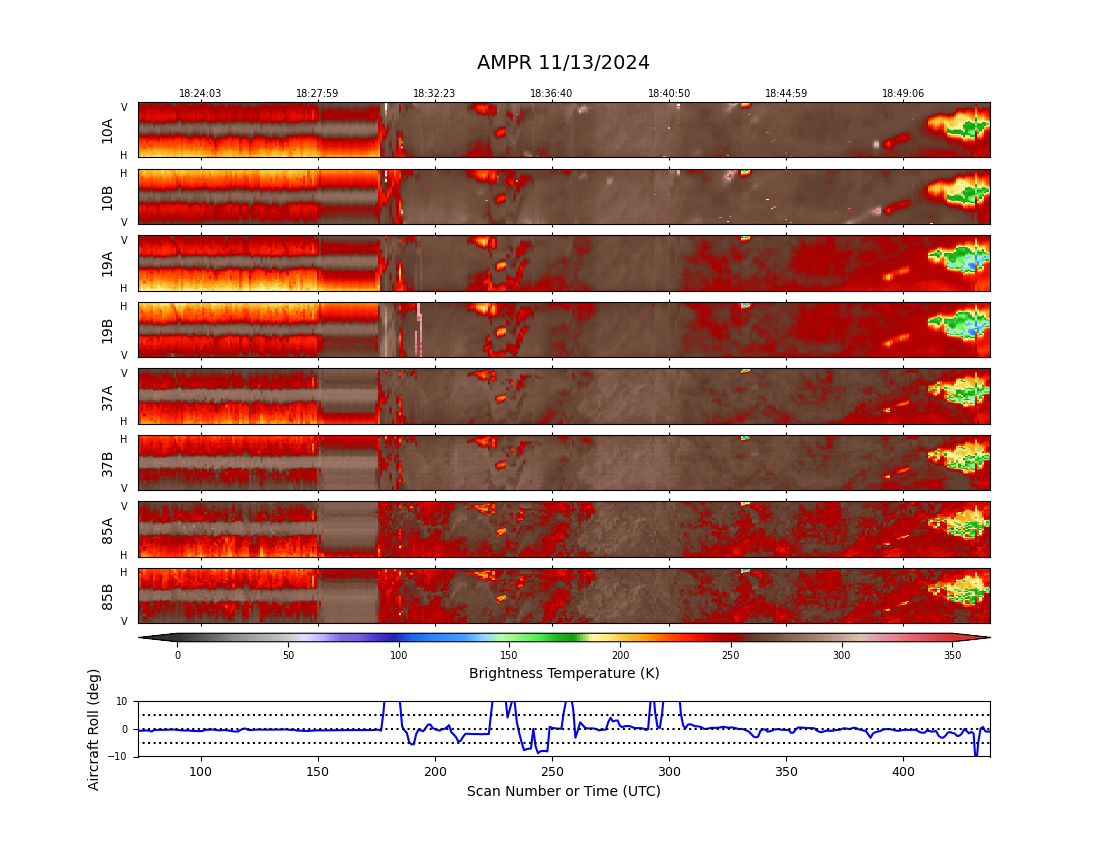 AMPR 11/13/2024
18:24:03 18:27:59 18:32:23 18:36:40 18:40:50 18:44:59 18:49:06
V
10A
H
H
10B
V
V
19A
H
H
19B
V
V
37A
H
H
37B
V
V
85A
H
H
85B
V
0 50 100 150 200 250 300 350
Brightness Temperature (K)
Aircraft Roll (deg)
10
0
−10
100 150 200 250 300 350 400
Scan Number or Time (UTC)